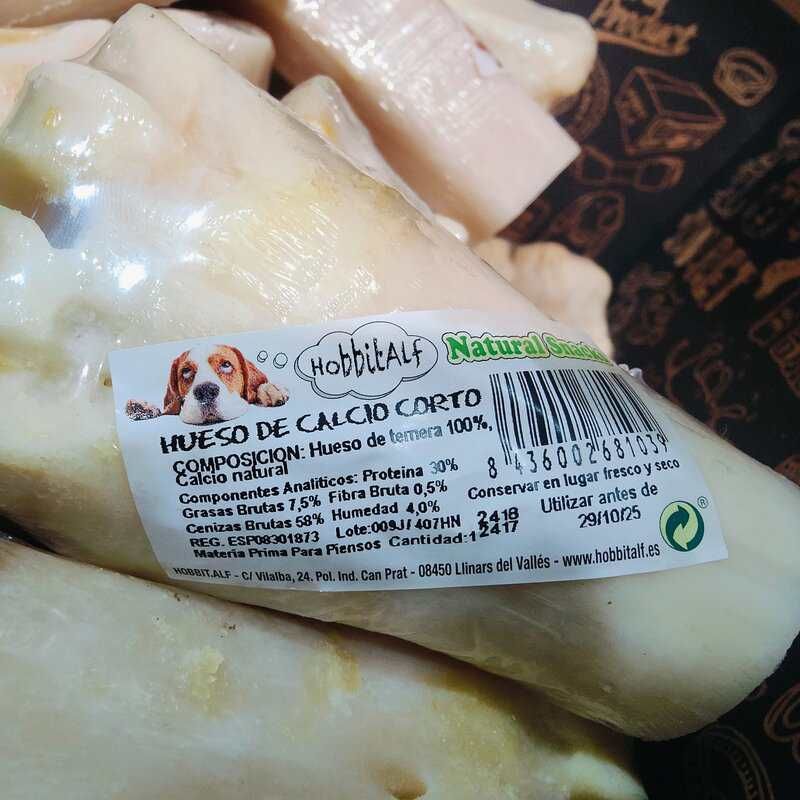 Product
HobbitAlf
Natural Snacks
HUESO DE CALCIO CORTO
COMPOSICION: Hueso de ternera 100%,
Calcio natural
Componentes Analiticos: Proteina 30%
Grasas Brutas 7,5% Fibra Bruta 0,5%
Cenizas Brutas 58% Humedad 4,0%
REG. ESP08301873 Lote:009J/ 407HN 2418
Materia Prima Para Piensos Cantidad:1 2417
8 436002 681039
Conservar en lugar fresco y seco
Utilizar antes de
29/10/25
®
HOBBIT.ALF - C/ Vilalba, 24. Pol. Ind. Can Prat - 08450 Llinars del Vallés - www.hobbitalf.es